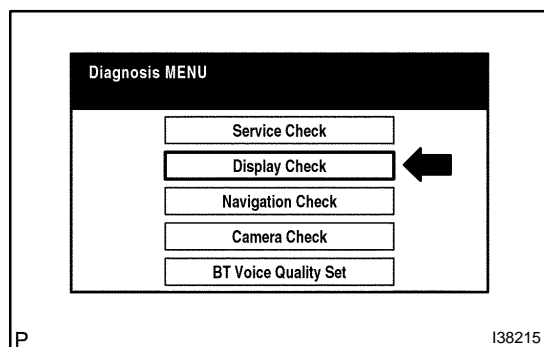 Diagnosis MENU
Service Check
Display Check
Navigation Check
Camera Check
BT Voice Quality Set
P
I38215